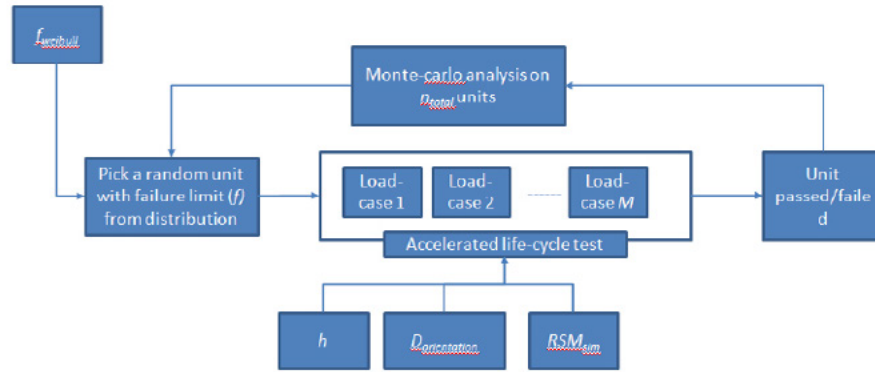 f_weibull
Monte-carlo analysis on
n_total units
Pick a random unit
with failure limit (f)
from distribution
Load-
case 1
Load-
case 2
Load-
case M
Unit
passed/faile
d
Accelerated life-cycle test
h
D_orientation
RSM_sim